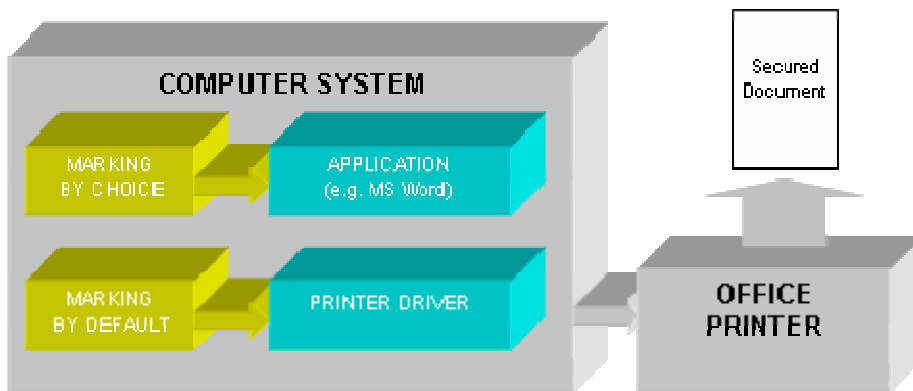 COMPUTER SYSTEM
MARKING
BY CHOICE
APPLICATION
(e.g. MS Word)
MARKING
BY DEFAULT
PRINTER DRIVER
Secured
Document
OFFICE
PRINTER